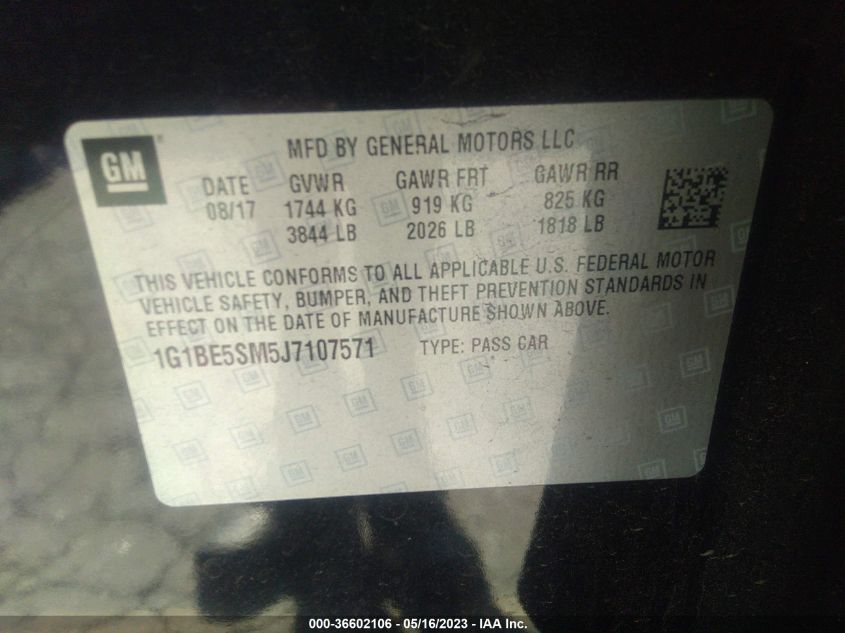 GM
MFD BY GENERAL MOTORS LLC
DATE GVWR GAWR FRT GAWR RR
08/17 1744 KG 919 KG 825 KG
3844 LB 2026 LB 1818 LB
THIS VEHICLE CONFORMS TO ALL APPLICABLE U.S. FEDERAL MOTOR
VEHICLE SAFETY, BUMPER, AND THEFT PREVENTION STANDARDS IN
EFFECT ON THE DATE OF MANUFACTURE SHOWN ABOVE.
1G1BE5SM5J7107571 TYPE: PASS CAR
000-36602106 - 05/16/2023 - IAA Inc.